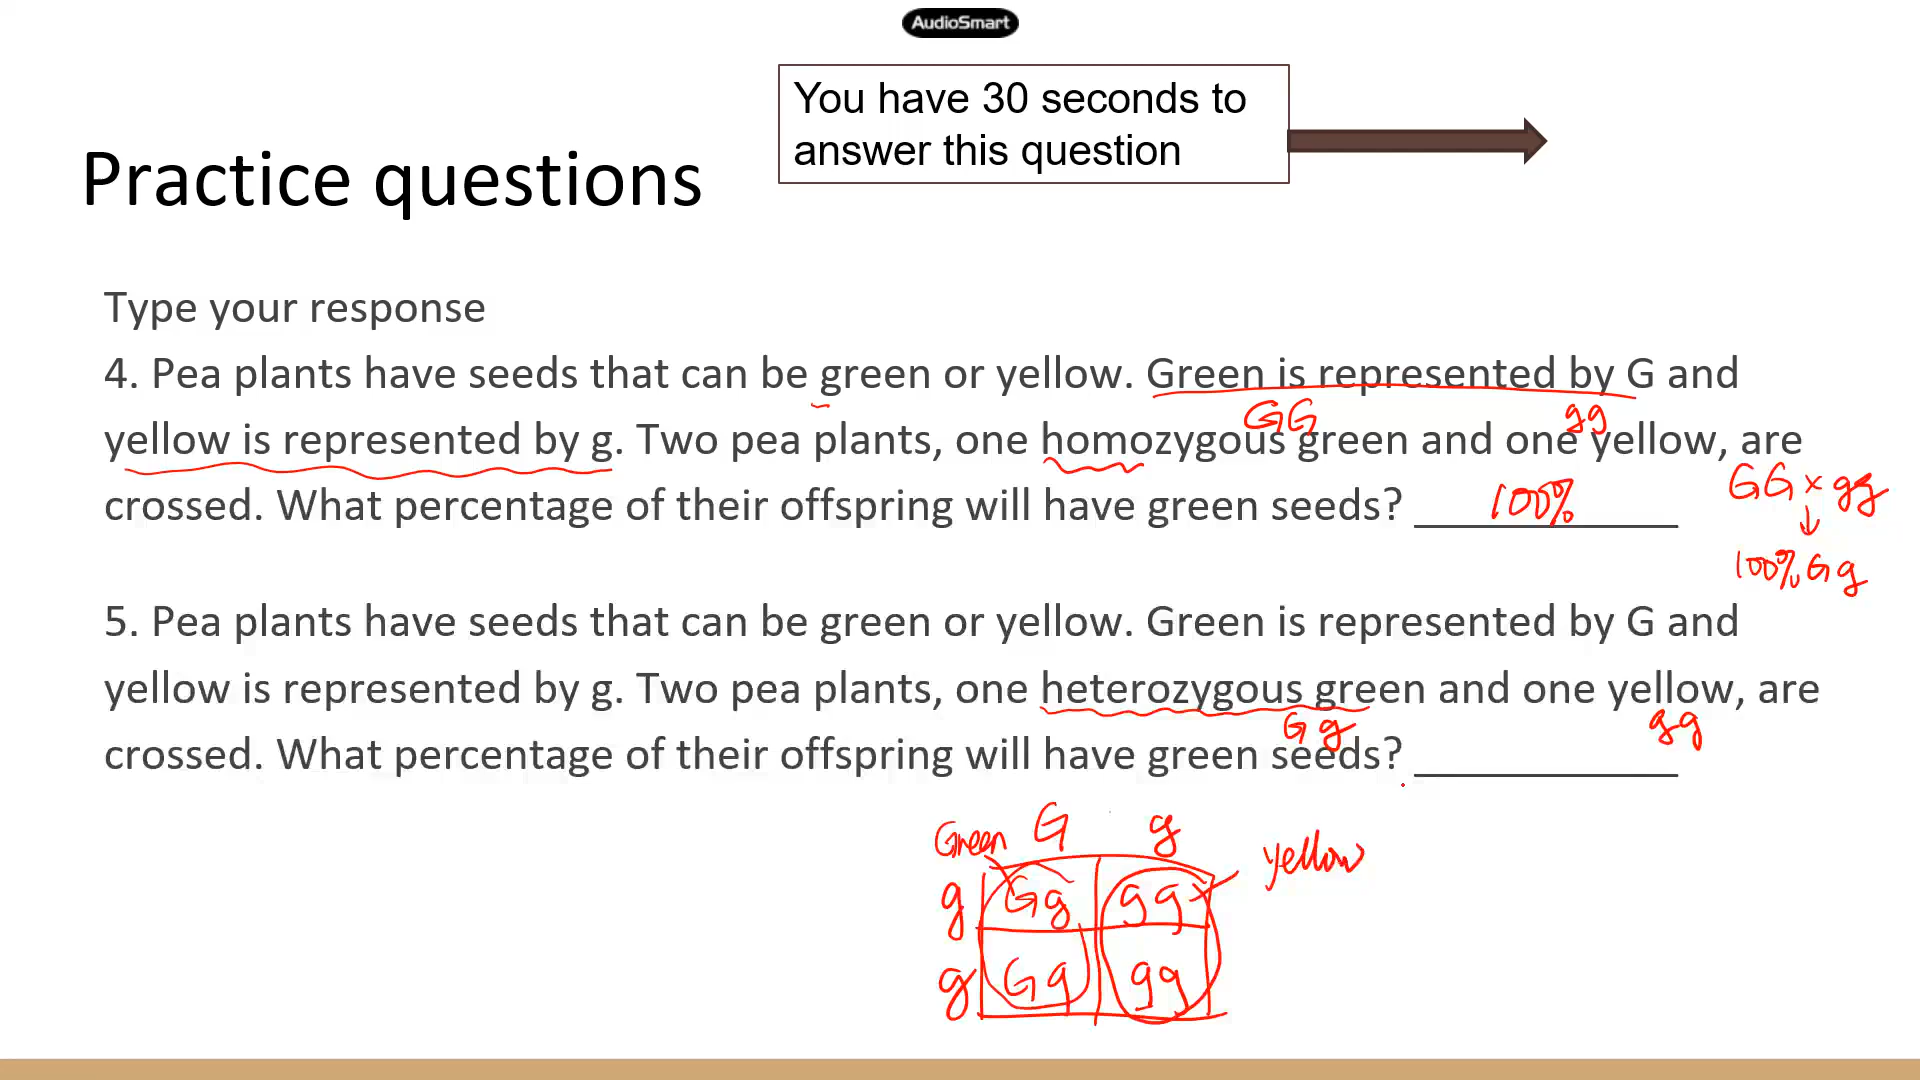 AudioSmart
You have 30 seconds to
answer this question
Practice questions
Type your response
4. Pea plants have seeds that can be green or yellow. Green is represented by G and
GG gg
yellow is represented by g. Two pea plants, one homozygous green and one yellow, are
GG × gg
crossed. What percentage of their offspring will have green seeds? ___________ 100%
↓
100% Gg
5. Pea plants have seeds that can be green or yellow. Green is represented by G and
yellow is represented by g. Two pea plants, one heterozygous green and one yellow, are
Gg gg
crossed. What percentage of their offspring will have green seeds? ___________
Green G g yellow
g Gg gg
g Gg gg